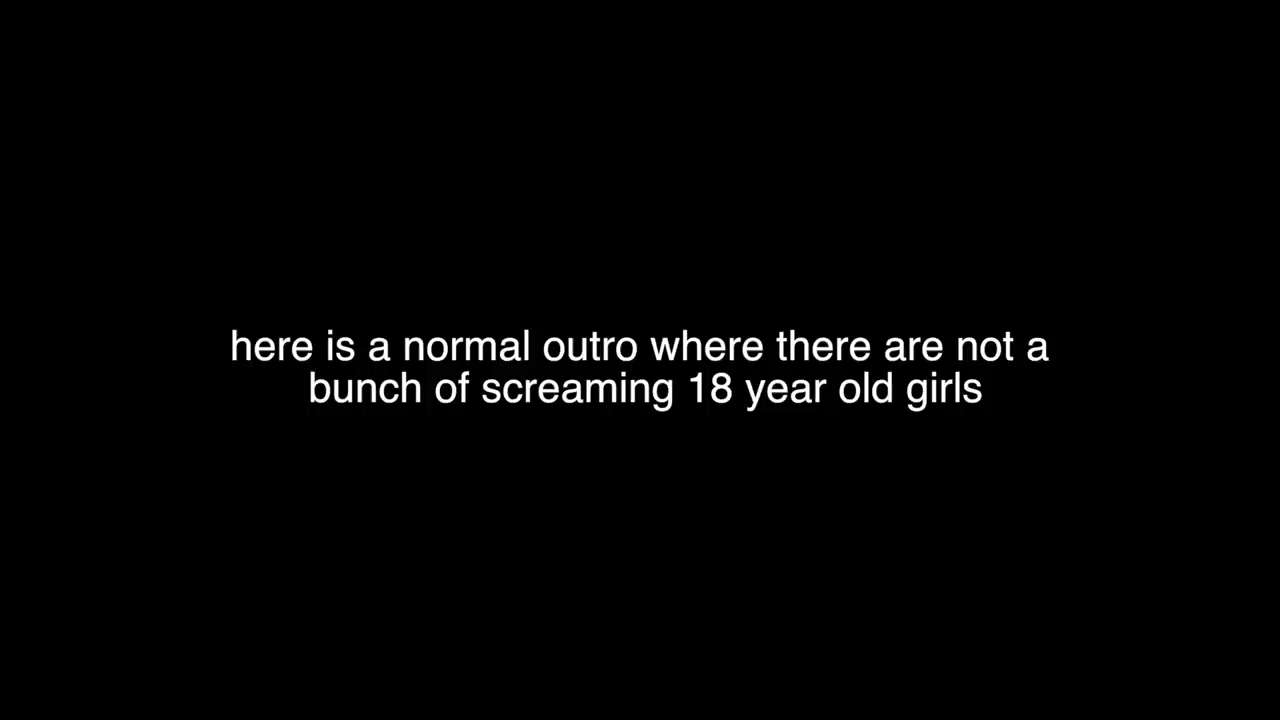 here is a normal outro where there are not a
bunch of screaming 18 year old girls